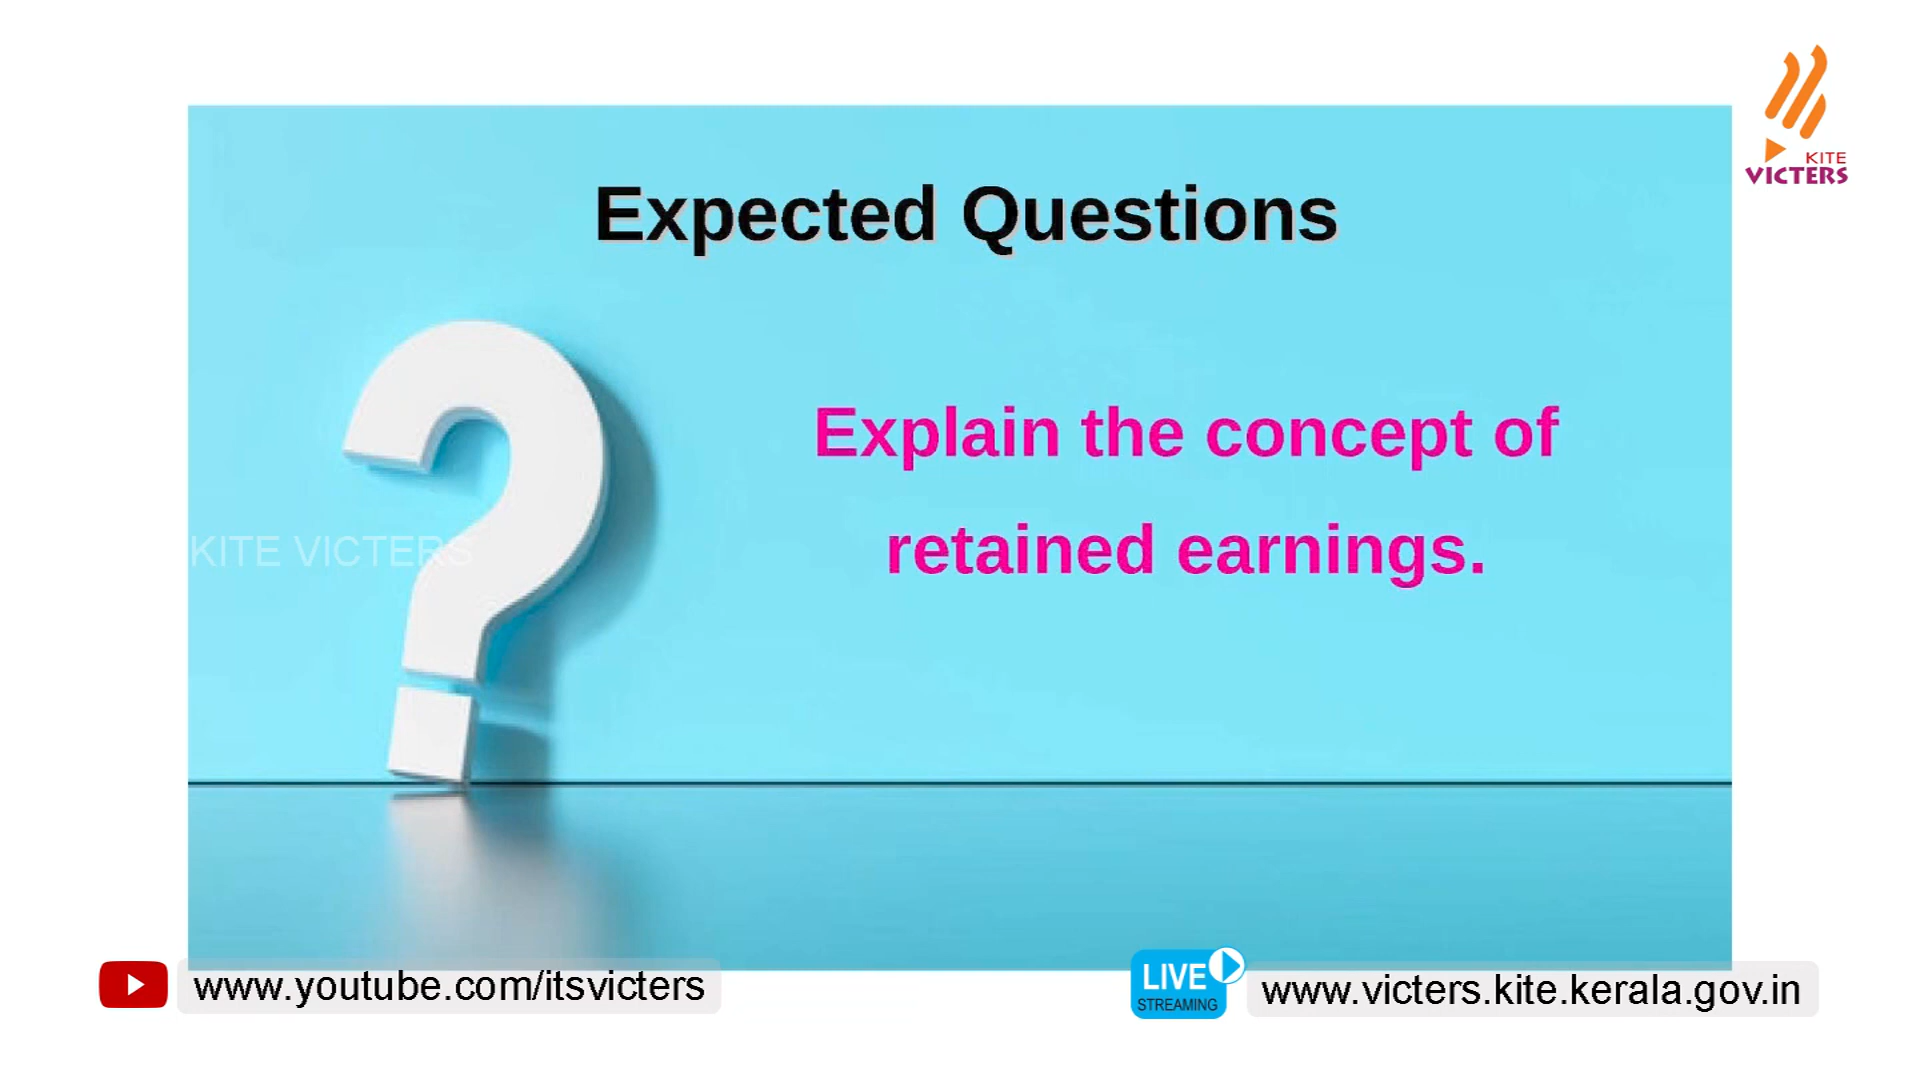 KITE
VICTERS
Expected Questions
Explain the concept of
retained earnings.
KITE VICTERS
www.youtube.com/itsvicters
LIVE
STREAMING
www.victers.kite.kerala.gov.in